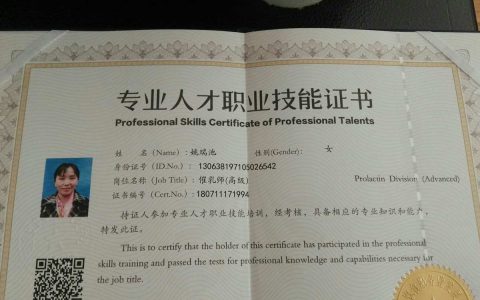 专业人才职业技能证书
Professional Skills Certificate of Professional Talents
姓 名(Name):姚瑞池 性别(Gender): 女
身份证号(ID.No.): 130638197105026542
岗位名称(Job Title):催乳师(高级) Prolactin Division (Advanced)
证书编号(Cert.No.):180711171994
持证人参加专业人才职业技能培训,经考核,具备相应的专业知识和能力,
特发此证。
This is to certify that the holder of this certificate has participated in the professional
skills training and passed the tests for professional knowledge and capabilities necessary for
the job title.